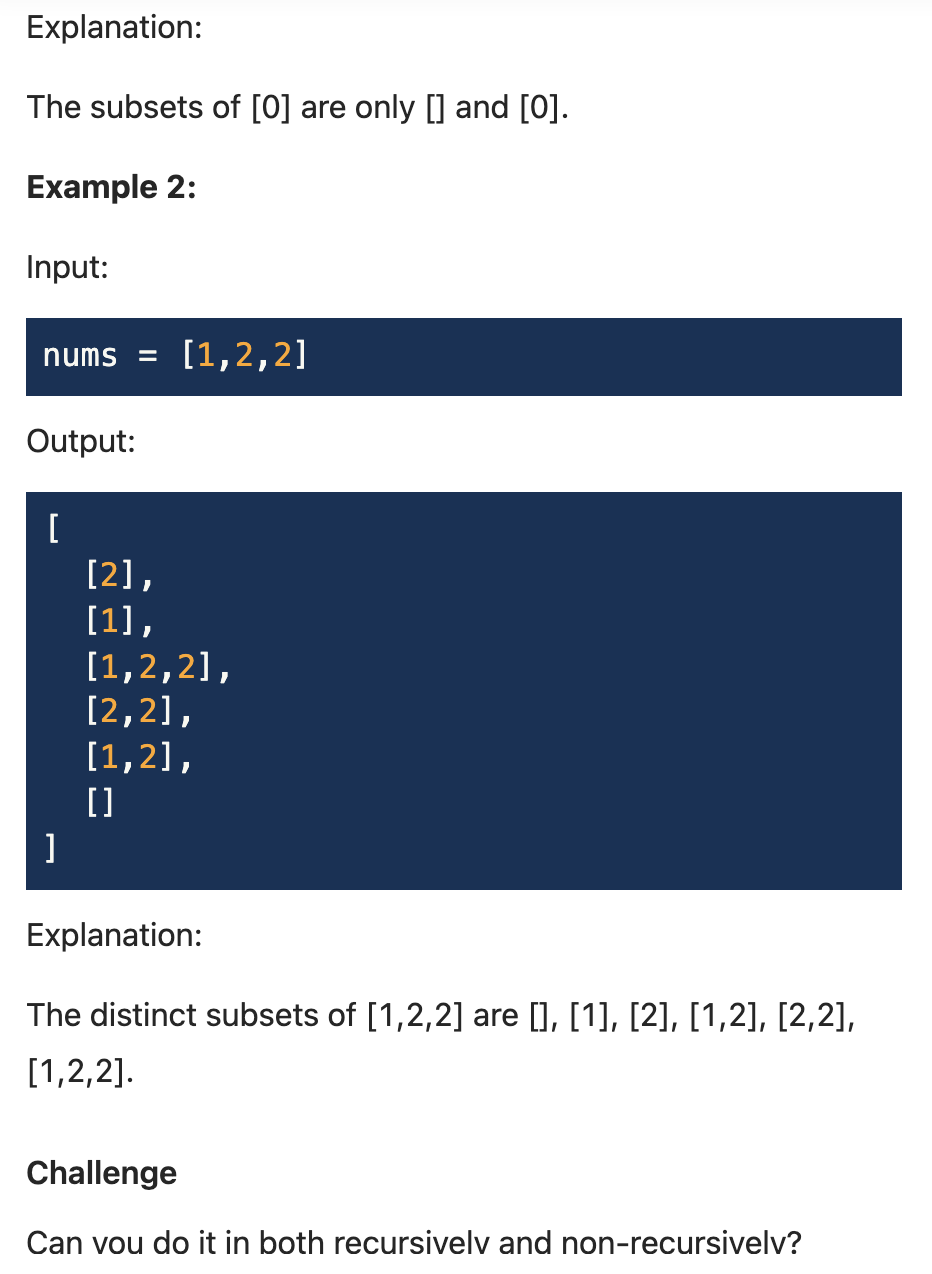 Explanation:
The subsets of [0] are only [] and [0].
Example 2:
Input:
nums = [1,2,2]
Output:
[
  [2],
  [1],
  [1,2,2],
  [2,2],
  [1,2],
  []
]
Explanation:
The distinct subsets of [1,2,2] are [], [1], [2], [1,2], [2,2],
[1,2,2].
Challenge
Can you do it in both recursively and non-recursively?